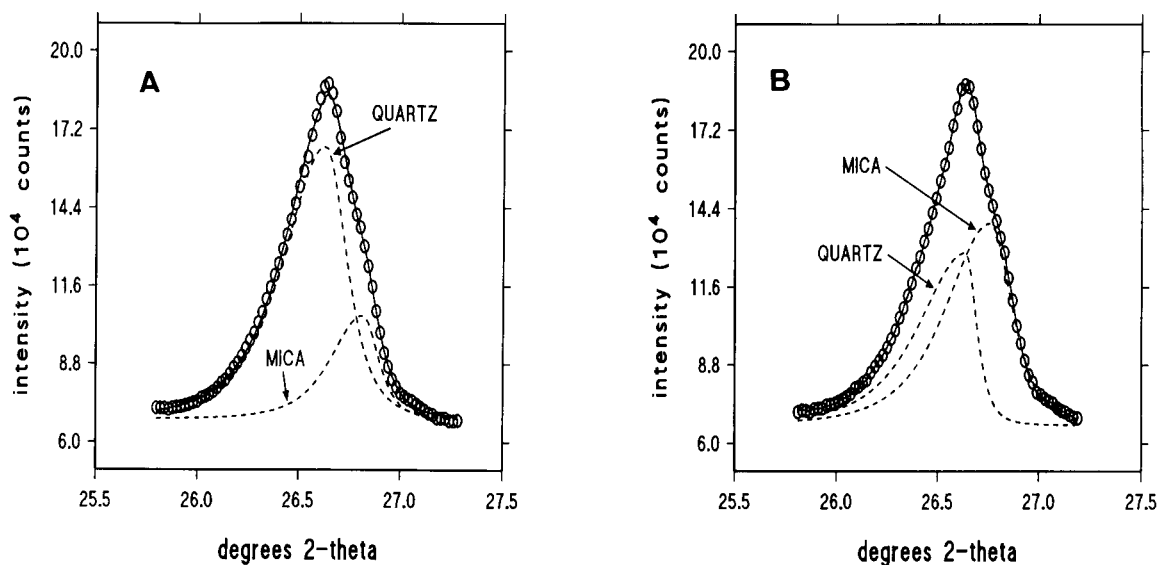 A
QUARTZ
MICA
20.0
17.2
14.4
11.6
8.8
6.0
25.5
26.0
26.5
27.0
27.5
intensity (10⁴ counts)
degrees 2-theta
B
MICA
QUARTZ
20.0
17.2
14.4
11.6
8.8
6.0
25.5
26.0
26.5
27.0
27.5
intensity (10⁴ counts)
degrees 2-theta